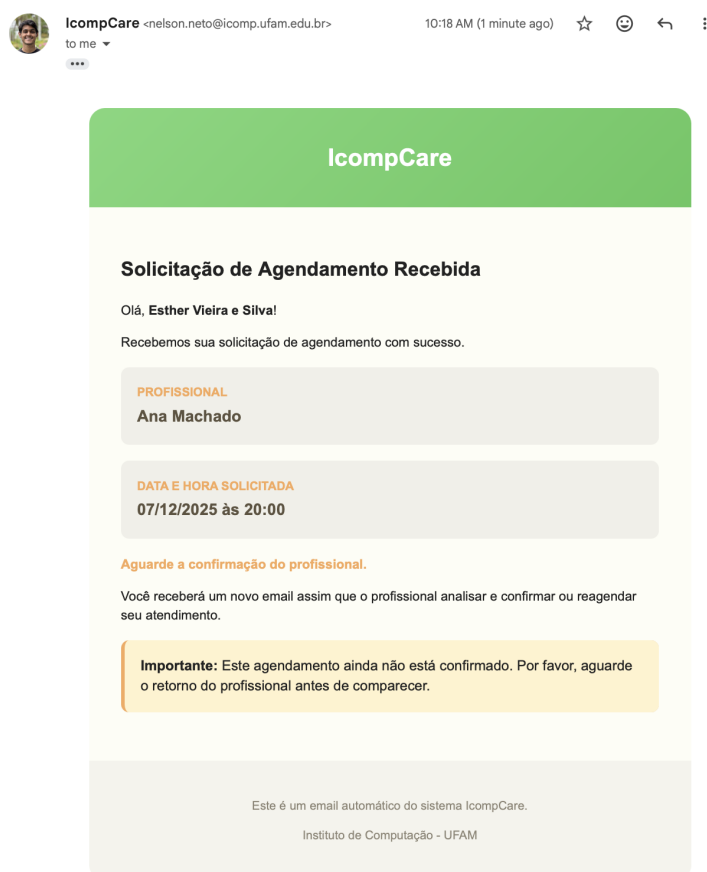 IcompCare <nelson.neto@icomp.ufam.edu.br>
10:18 AM (1 minute ago)
to me
IcompCare
Solicitação de Agendamento Recebida
Olá, Esther Vieira e Silva!
Recebemos sua solicitação de agendamento com sucesso.
PROFISSIONAL
Ana Machado
DATA E HORA SOLICITADA
07/12/2025 às 20:00
Aguarde a confirmação do profissional.
Você receberá um novo email assim que o profissional analisar e confirmar ou reagendar
seu atendimento.
Importante: Este agendamento ainda não está confirmado. Por favor, aguarde
o retorno do profissional antes de comparecer.
Este é um email automático do sistema IcompCare.
Instituto de Computação - UFAM